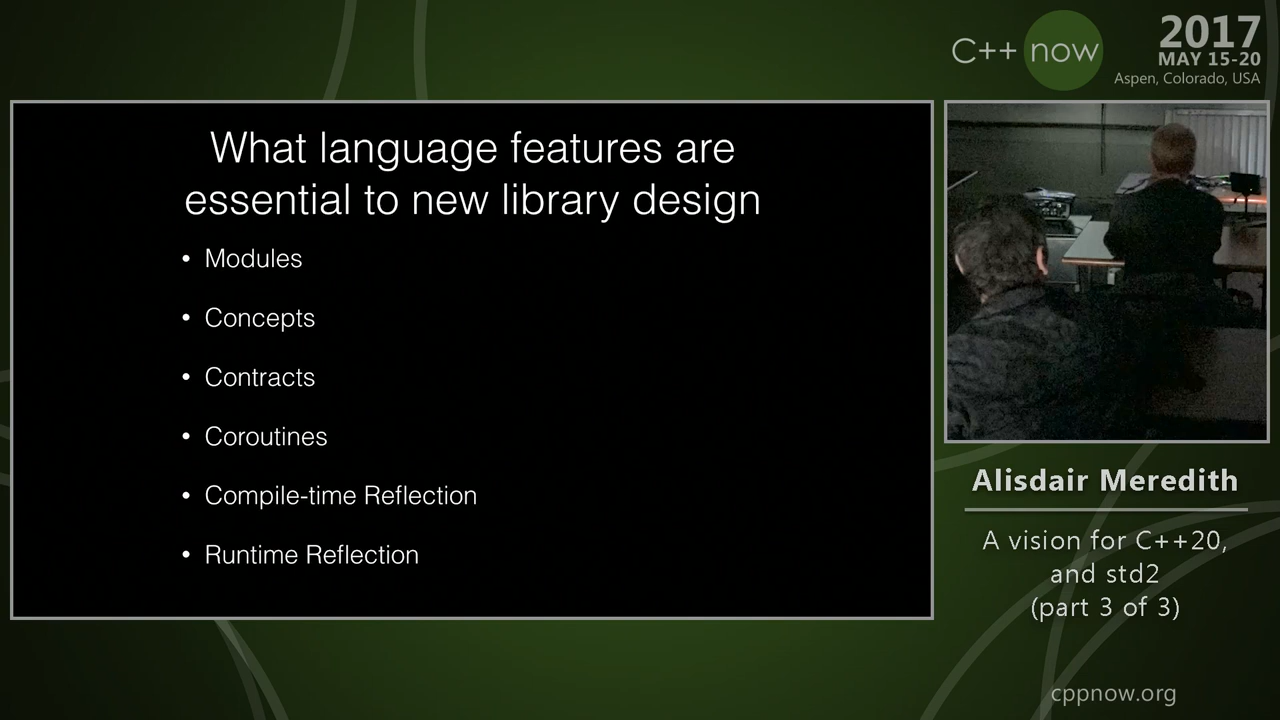 C++ now
2017
MAY 15-20
Aspen, Colorado, USA
What language features are
essential to new library design
• Modules
• Concepts
• Contracts
• Coroutines
• Compile-time Reflection
• Runtime Reflection
Alisdair Meredith
A vision for C++20,
and std2
(part 3 of 3)
cppnow.org